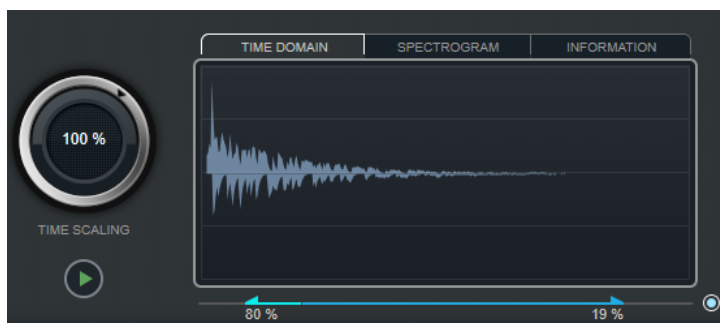 TIME DOMAIN SPECTROGRAM INFORMATION
100 %
TIME SCALING
80 % 19 %